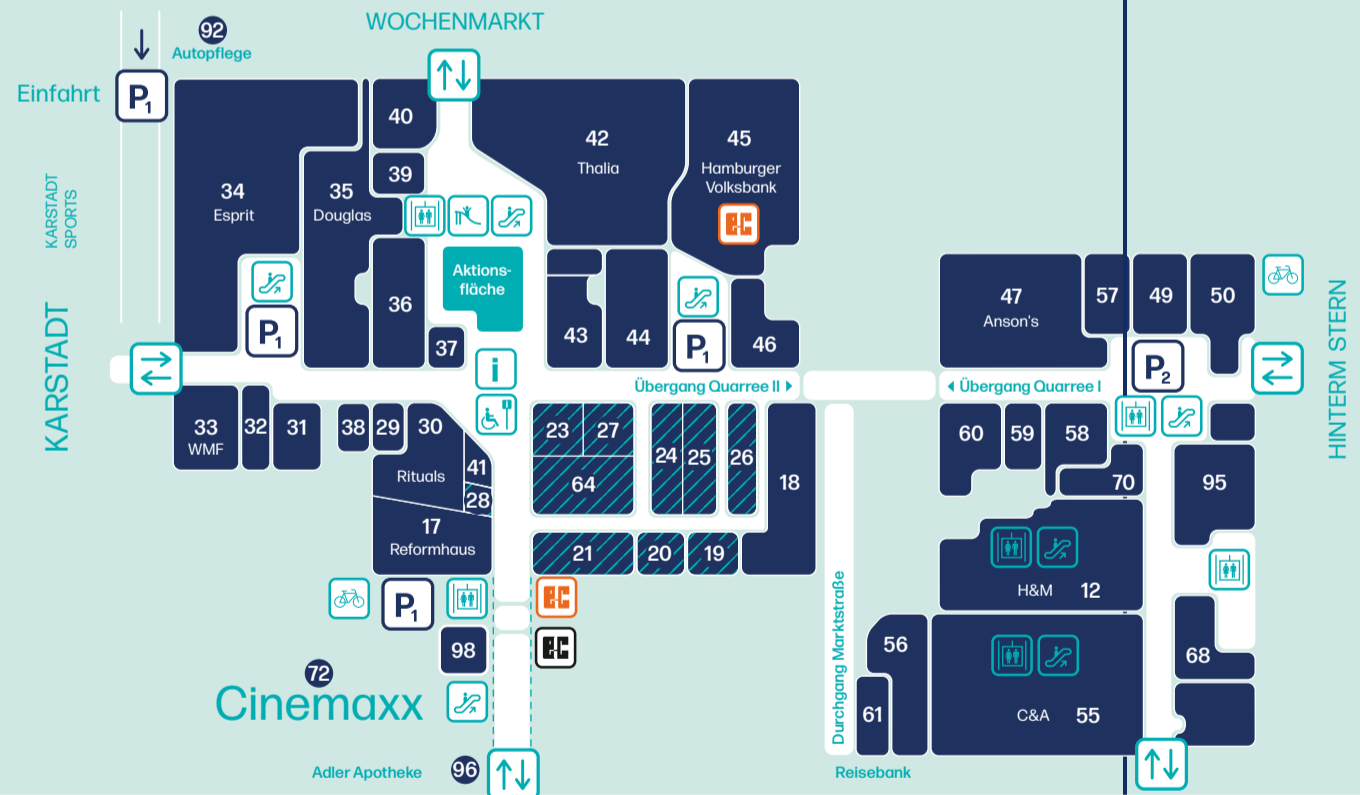 WOCHENMARKT
92
Autopflege
Einfahrt
P1
KARSTADT
SPORTS
KARSTADT
34
Esprit
35
Douglas
40
39
42
Thalia
45
Hamburger
Volksbank
ec
P1
36
37
Aktions-
fläche
i
43
44
P1
46
Übergang Quarree II
47
Anson's
57
49
50
P2
Übergang Quarree I
HINTERM STERN
33
WMF
32
31
38
29
30
Rituals
41
28
17
Reformhaus
23
27
64
24
25
26
18
21
20
19
60
59
58
70
95
H&M
12
P1
ec
ec
98
72
Cinemaxx
Durchgang Marktstraße
56
61
C&A
55
68
Adler Apotheke
96
Reisebank